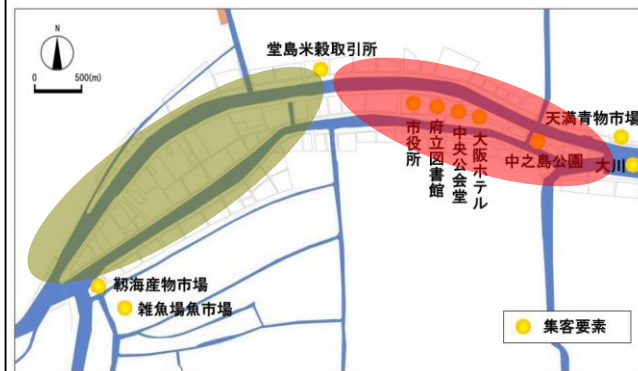 N
0 500(m)
堂島米穀取引所
天満青物市場
市役所
府立図書館
中央公会堂
大阪ホテル
中之島公園
大川
靱海産物市場
雑魚場魚市場
集客要素